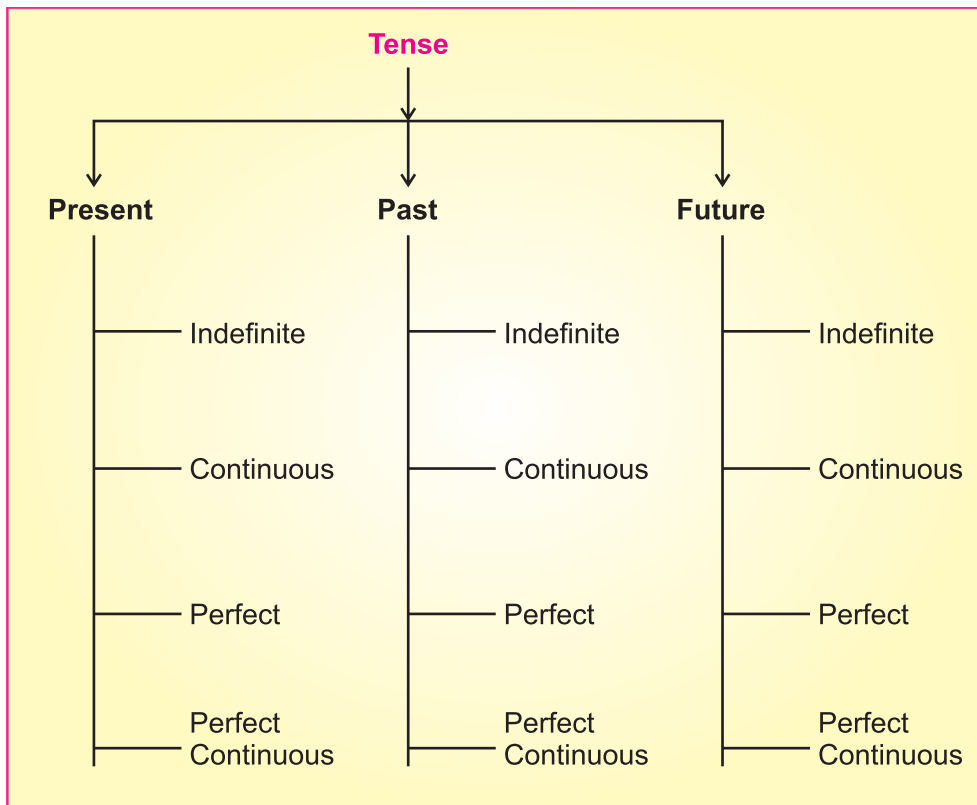 Tense
Present
Past
Future
Indefinite
Indefinite
Indefinite
Continuous
Continuous
Continuous
Perfect
Perfect
Perfect
Perfect
Continuous
Perfect
Continuous
Perfect
Continuous